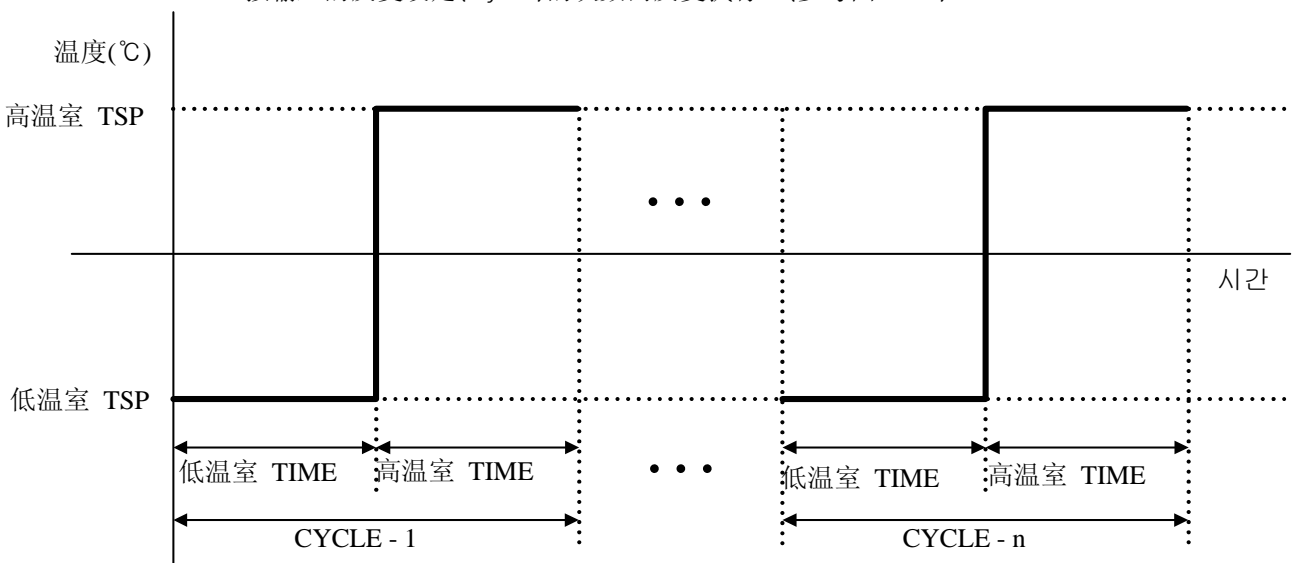 温度(℃)
高温室 TSP
시간
低温室 TSP
低温室 TIME 高温室 TIME 低温室 TIME 高温室 TIME
CYCLE - 1 CYCLE - n